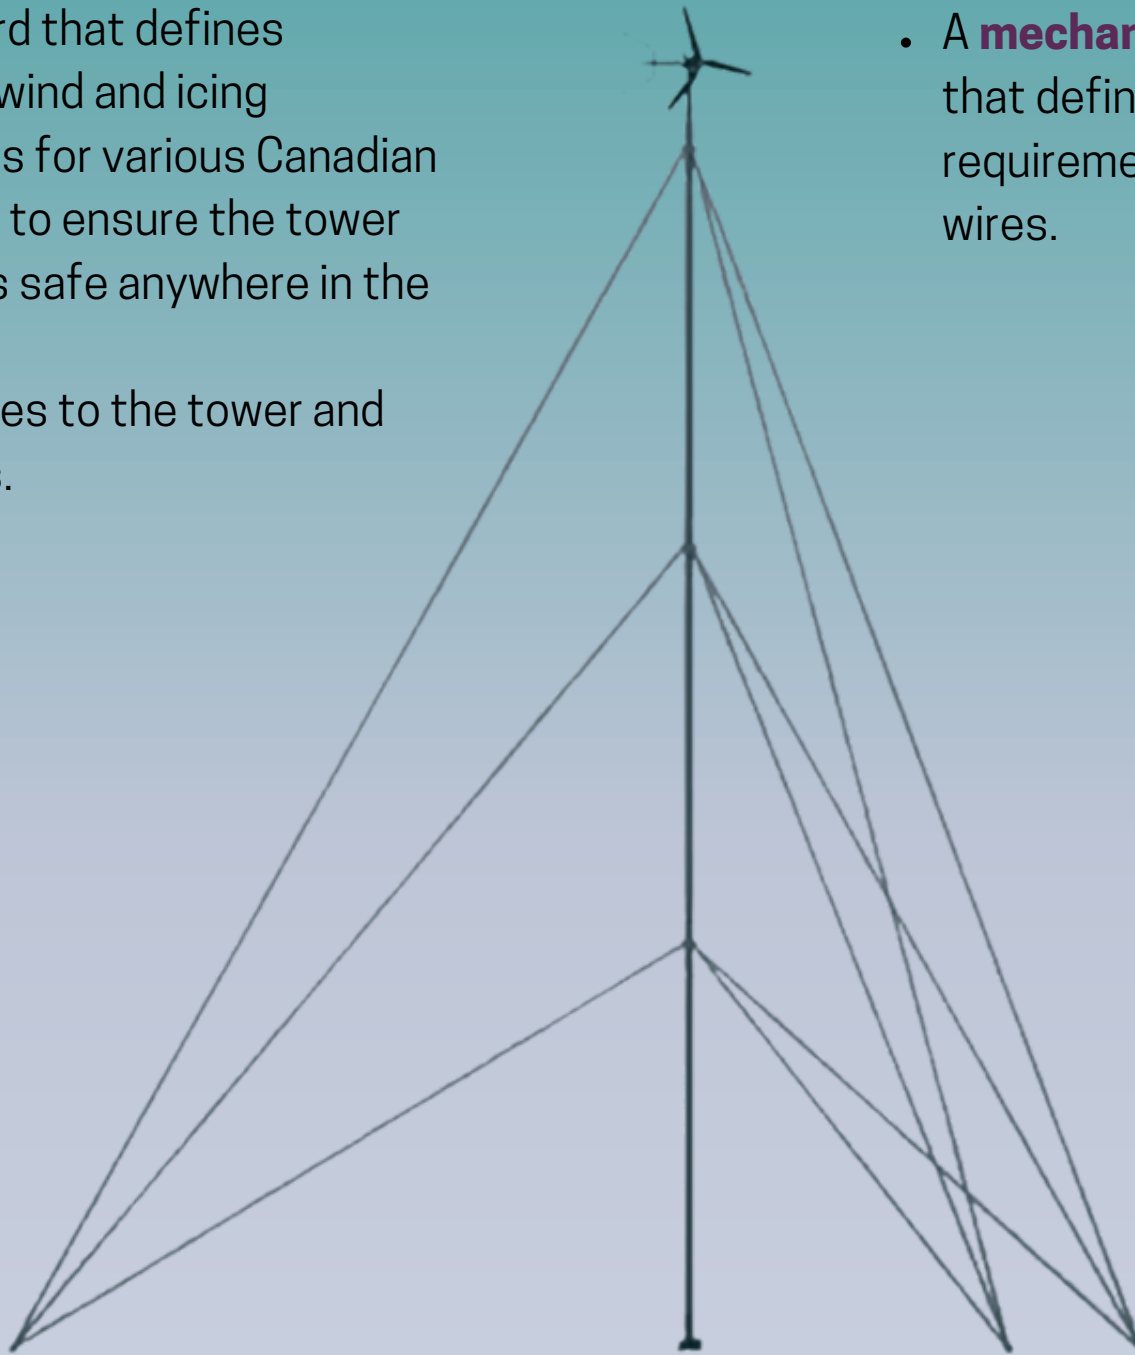 rd that defines
wind and icing
s for various Canadian
to ensure the tower
s safe anywhere in the
es to the tower and
s.
• A mechan
that defin
requireme
wires.